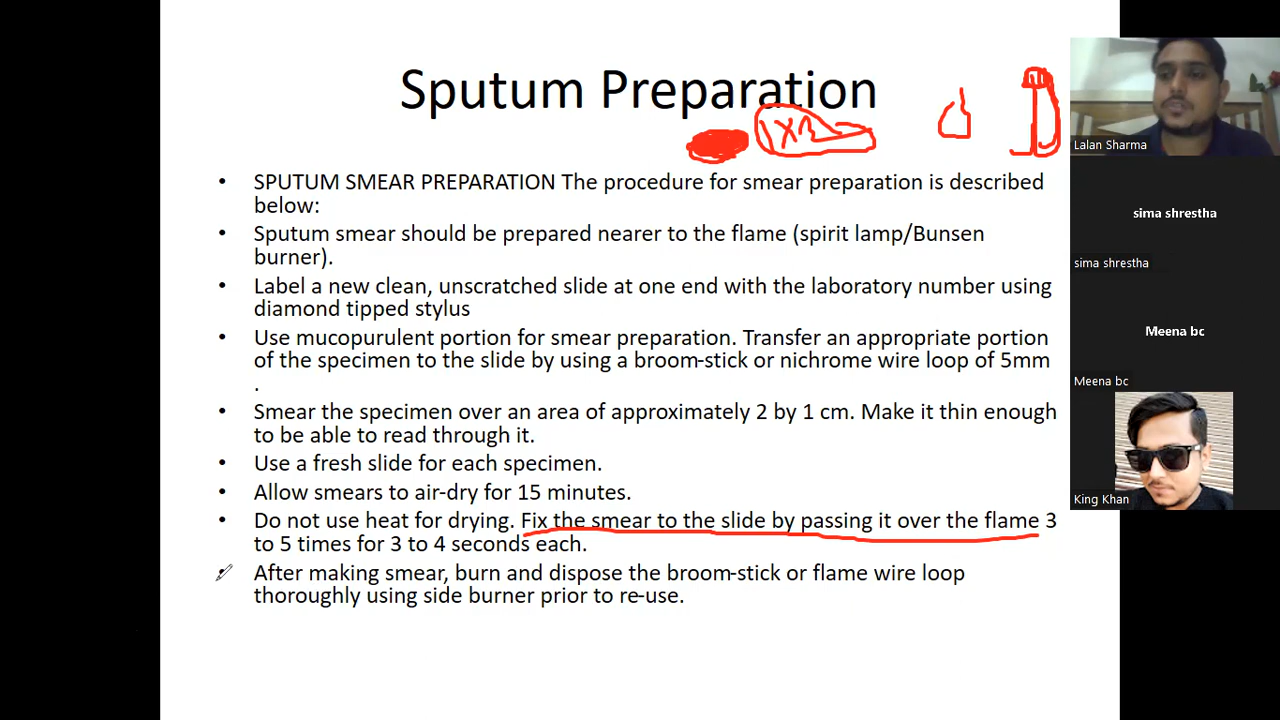 Sputum Preparation
1X2
• SPUTUM SMEAR PREPARATION The procedure for smear preparation is described
below:
• Sputum smear should be prepared nearer to the flame (spirit lamp/Bunsen
burner).
• Label a new clean, unscratched slide at one end with the laboratory number using
diamond tipped stylus
• Use mucopurulent portion for smear preparation. Transfer an appropriate portion
of the specimen to the slide by using a broom-stick or nichrome wire loop of 5mm
.
• Smear the specimen over an area of approximately 2 by 1 cm. Make it thin enough
to be able to read through it.
• Use a fresh slide for each specimen.
• Allow smears to air-dry for 15 minutes.
• Do not use heat for drying. Fix the smear to the slide by passing it over the flame 3
to 5 times for 3 to 4 seconds each.
• After making smear, burn and dispose the broom-stick or flame wire loop
thoroughly using side burner prior to re-use.
Lalan Sharma
sima shrestha
sima shrestha
Meena bc
Meena bc
King Khan